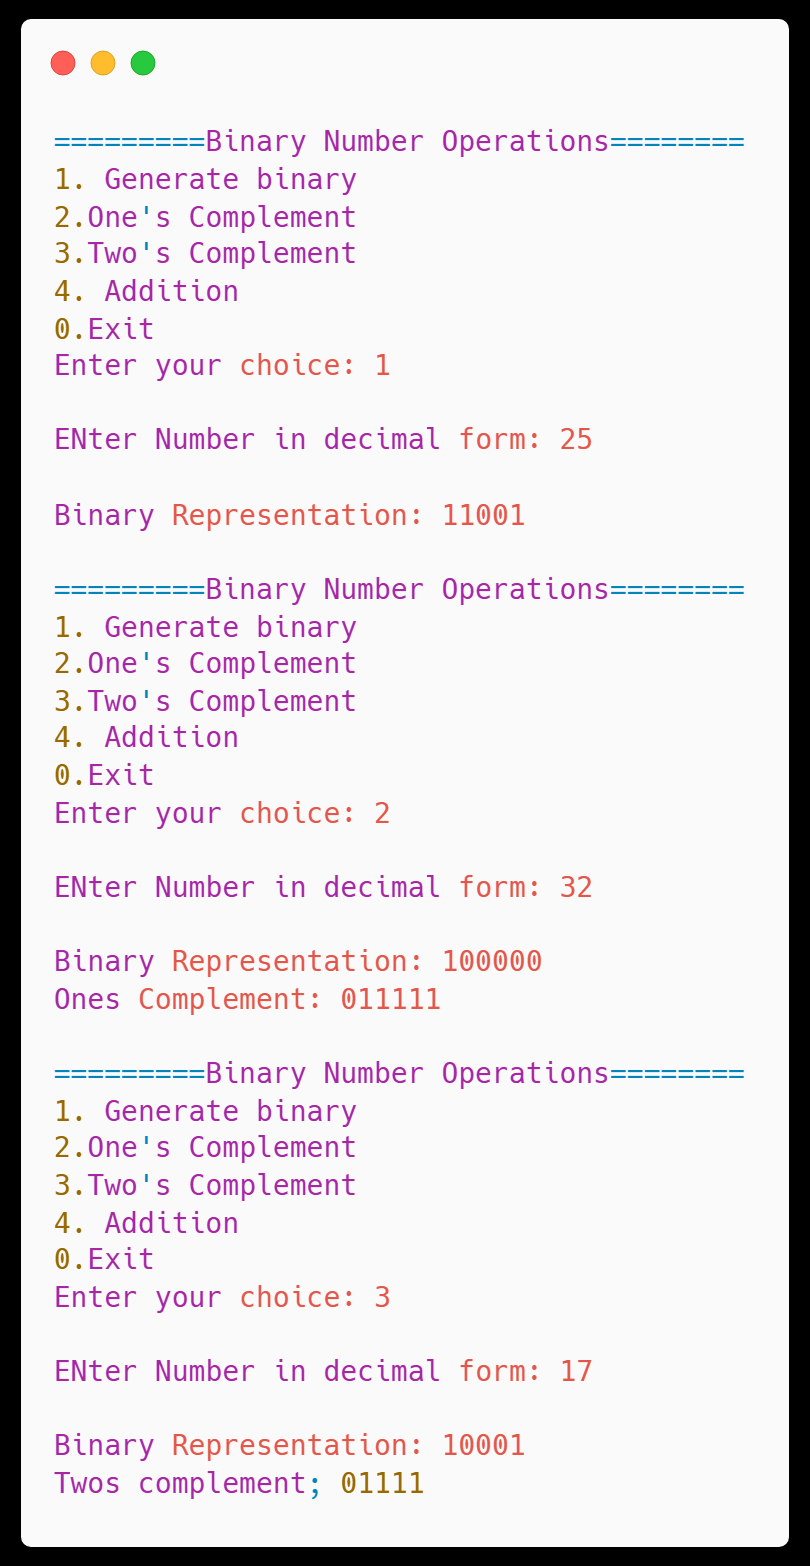 =========Binary Number Operations========
1. Generate binary
2.One's Complement
3.Two's Complement
4. Addition
0.Exit
Enter your choice: 1
ENter Number in decimal form: 25
Binary Representation: 11001
=========Binary Number Operations========
1. Generate binary
2.One's Complement
3.Two's Complement
4. Addition
0.Exit
Enter your choice: 2
ENter Number in decimal form: 32
Binary Representation: 100000
Ones Complement: 011111
=========Binary Number Operations========
1. Generate binary
2.One's Complement
3.Two's Complement
4. Addition
0.Exit
Enter your choice: 3
ENter Number in decimal form: 17
Binary Representation: 10001
Twos complement; 01111